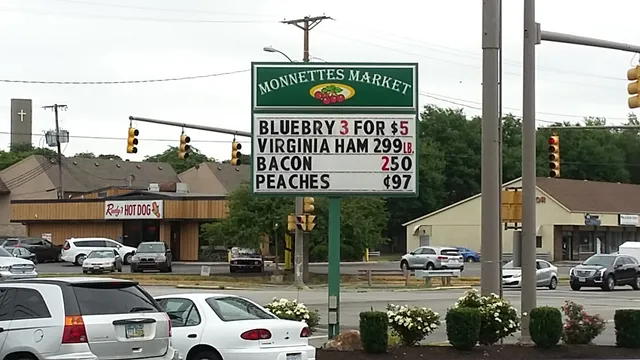 MONNETTES MARKET
BLUEBRY 3 FOR $5
VIRGINIA HAM 299 LB.
BACON 250
PEACHES ¢97
Rudy's HOT DOG